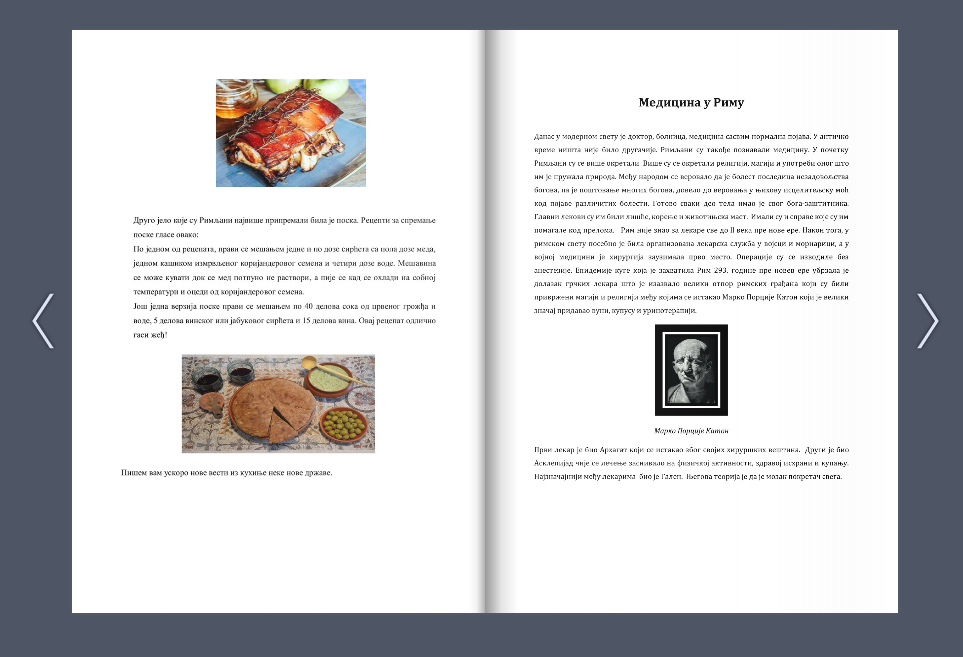 Друго јело које су Римљани највише припремали била је поска. Рецепти за спремање
поске гласе овако:
По једном од рецепата, прави се мешањем једне и по дозе сирћета са пола дозе меда,
једном кашиком измрвљеног коријандеровог семена и четири дозе воде. Мешавина
се може кувати док се мед потпуно не раствори, а није се кад се охлади на собној
температури и оцеди од коријандеровог семена.
Још једна верзија поске прави се мешањем по 40 делова сока од црвеног грожђа и
воде, 5 делова винског или јабуковог сирћета и 15 делова вина. Овај рецепат одлично
гаси жеђ!
Пишем вам ускоро нове вести из кухиње неке нове државе.
Медицина у Риму
Данас у модерном свету је доктор, болница, медицина сасвим нормална појава. У античко
време ништа није било другачије. Римљани су такође познавали медицину. У почетку
Римљани су се више окретали Више су се окретали религији, магији и употреби оног што
им је пружала природа. Међу народом се веровало да је болест последица незадовољства
богова, па је поштовање многих богова, довело до веровања у њихову исцелитељску моћ
код појаве различитих болести. Готово сваки део тела имао је свог бога-заштитника.
Главни лекови су им били лишће, корење и животињска маст. Имали су и справе које су им
помагале код прелома. Рим није знао за лекаре све до II века пре нове ере. Након тога, у
римском свету посебно је била организована лекарска служба у војсци и морнарици, а у
војној медицини је хирургија заузимала прво место. Операције су се изводиле без
анестезије. Епидемије куге која је захватила Рим 293. године пре новев ере убрзала је
долазак грчких лекара што је изазвало велики отпор римских грађана који су били
привржени магији и религији међу којима се истакао Марко Порције Катон који је велики
значај придавао вуни, купусу и уринотерапији.
Марко Порције Катон
Први лекар је био Архагат који се истакао због својих хируршких вештина. Други је био
Асклепијад чије се лечење заснивало на физичкој активности, здравој исхрани и купању.
Најзначајнији међу лекарима био је Гален. Његова теорија је да је мозак покретач свега.